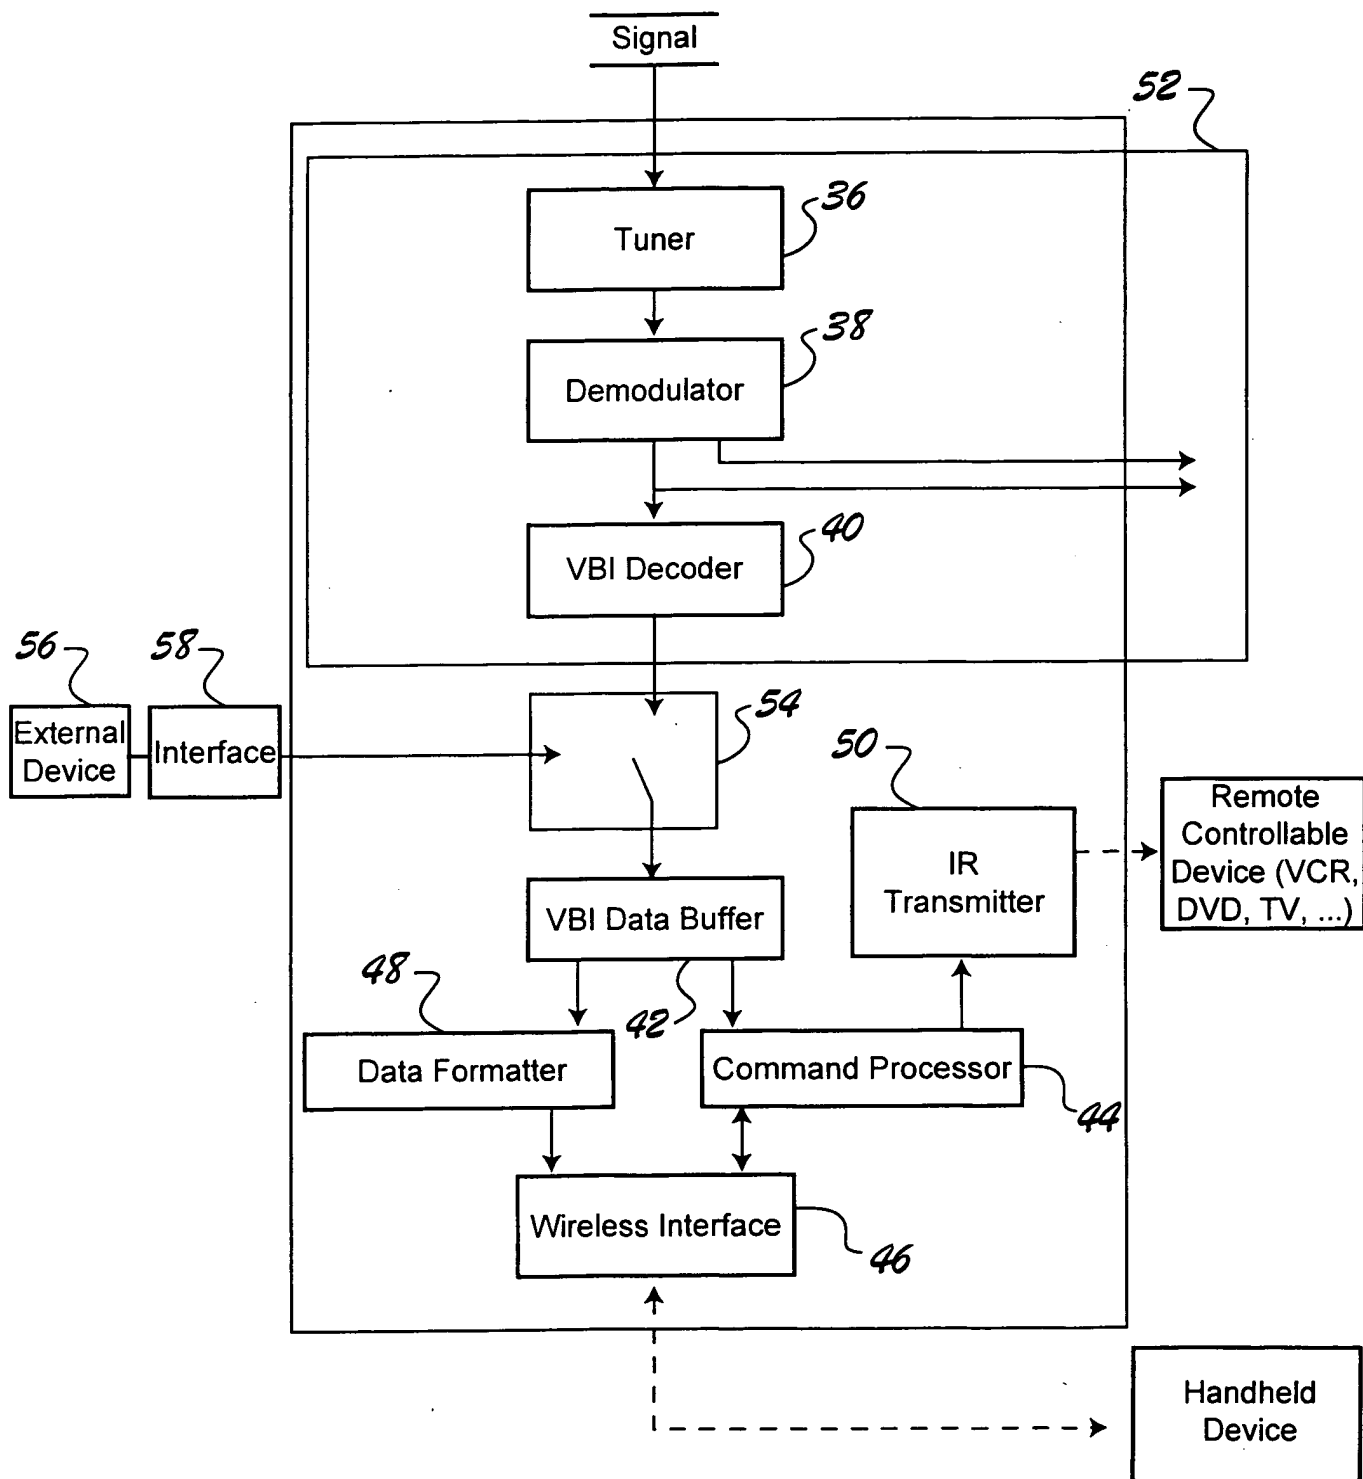 Signal
52
36
Tuner
38
Demodulator
40
VBI Decoder
56
58
54
External
Device
Interface
50
Remote
Controllable
Device (VCR,
DVD, TV, ...)
IR
Transmitter
VBI Data Buffer
48
42
Data Formatter
Command Processor
44
Wireless Interface
46
Handheld
Device